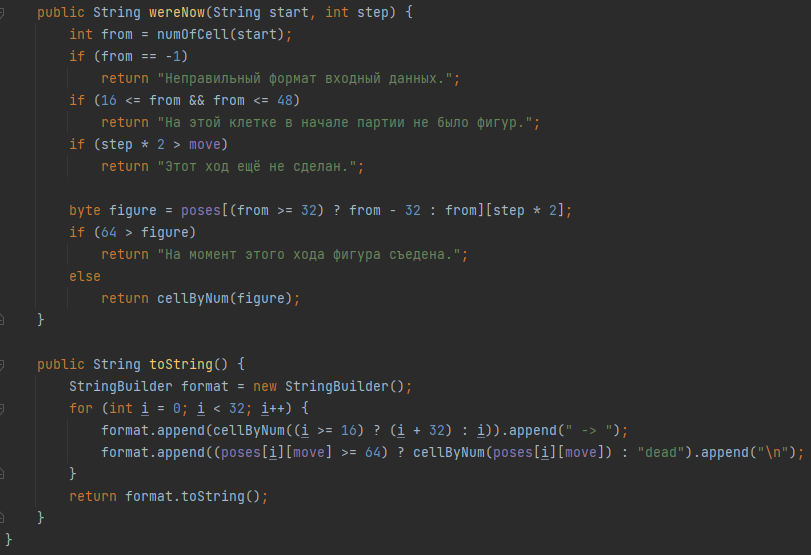 public String wereNow(String start, int step) {
    int from = numOfCell(start);
    if (from == -1)
        return "Неправильный формат входный данных.";
    if (16 <= from && from <= 48)
        return "На этой клетке в начале партии не было фигур.";
    if (step * 2 > move)
        return "Этот ход ещё не сделан.";

    byte figure = poses[(from >= 32) ? from - 32 : from][step * 2];
    if (64 > figure)
        return "На момент этого хода фигура съедена.";
    else
        return cellByNum(figure);
}

public String toString() {
    StringBuilder format = new StringBuilder();
    for (int i = 0; i < 32; i++) {
        format.append(cellByNum((i >= 16) ? (i + 32) : i)).append(" -> ");
        format.append((poses[i][move] >= 64) ? cellByNum(poses[i][move]) : "dead").append("\n");
    }
    return format.toString();
}
}